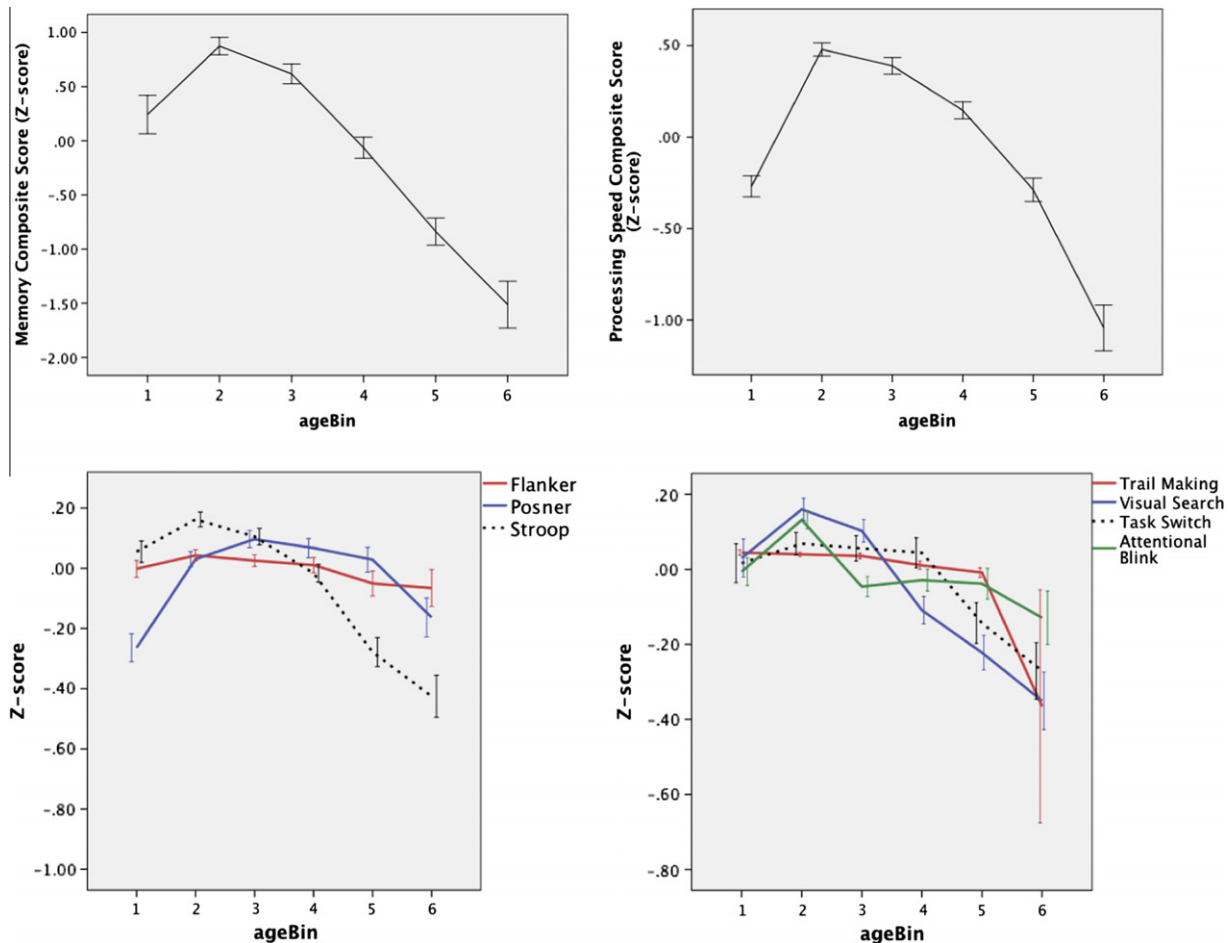 Memory Composite Score (Z-score)
1.00
.50
.00
-.50
-1.00
-1.50
-2.00
1 2 3 4 5 6
ageBin
Processing Speed Composite Score
(Z-score)
.50
.00
-.50
-1.00
1 2 3 4 5 6
ageBin
Z-score
.20
.00
-.20
-.40
-.60
-.80
-1.00
1 2 3 4 5 6
ageBin
Flanker
Posner
Stroop
Z-score
.20
.00
-.20
-.40
-.60
-.80
1 2 3 4 5 6
ageBin
Trail Making
Visual Search
Task Switch
Attentional
Blink